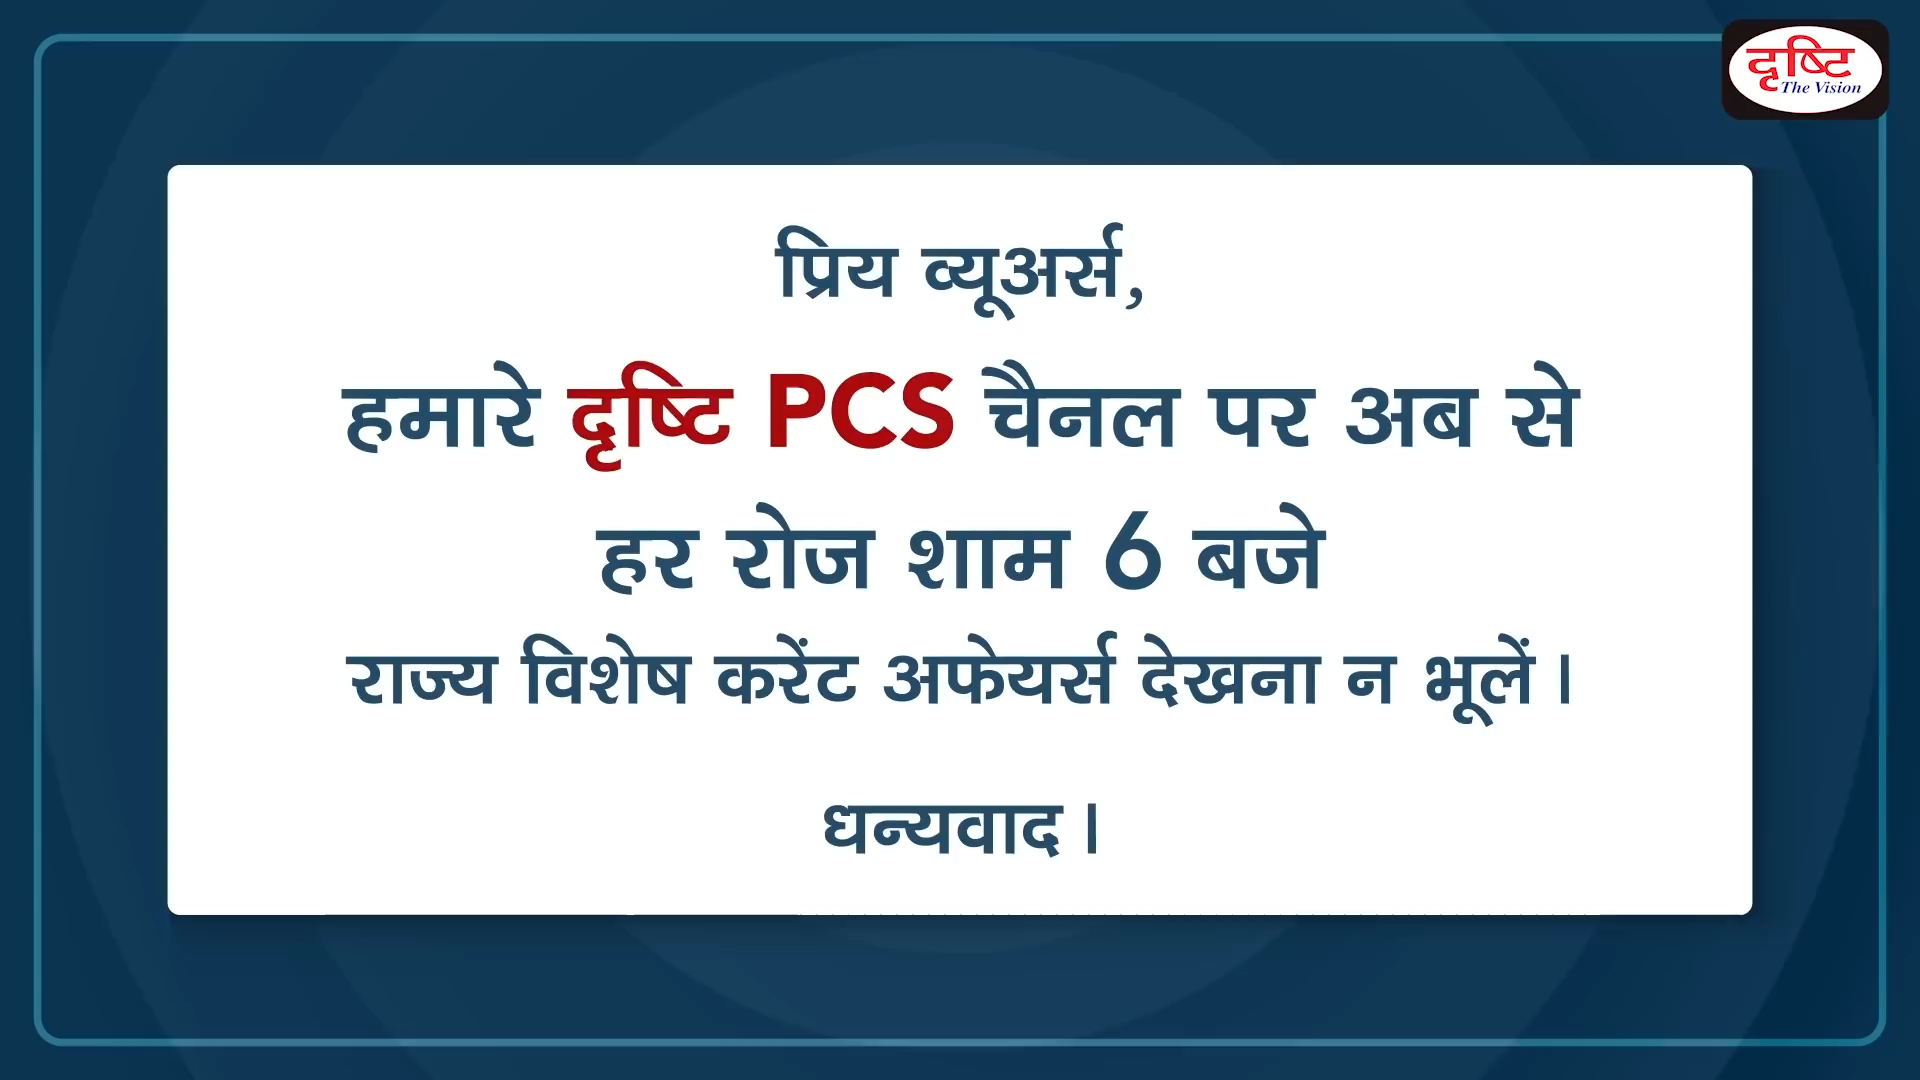 दृष्टि
The Vision
प्रिय व्यूअर्स,
हमारे दृष्टि PCS चैनल पर अब से
हर रोज शाम 6 बजे
राज्य विशेष करेंट अफेयर्स देखना न भूलें।
धन्यवाद।